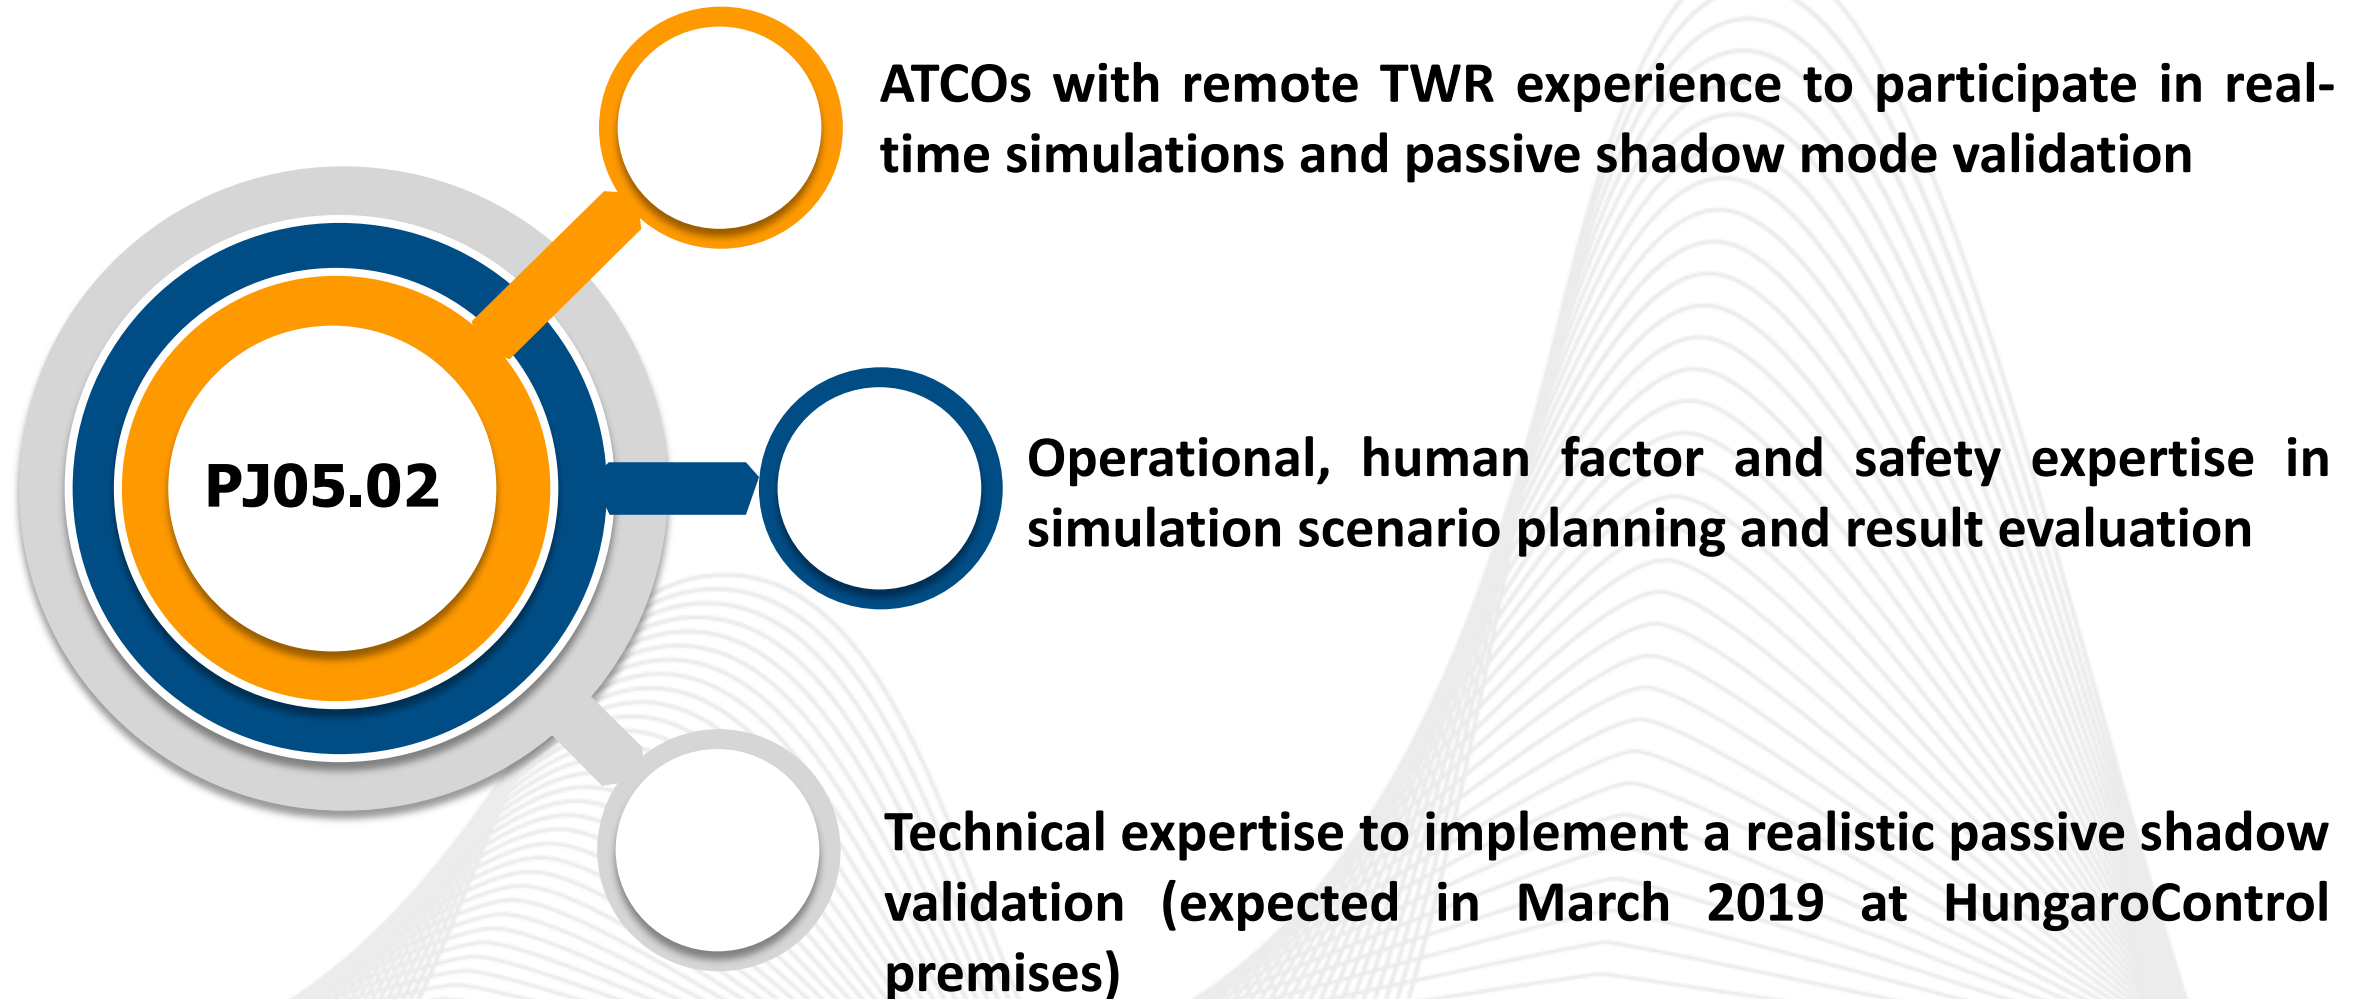 ATCOs with remote TWR experience to participate in real-
time simulations and passive shadow mode validation
PJ05.02
Operational, human factor and safety expertise in
simulation scenario planning and result evaluation
Technical expertise to implement a realistic passive shadow
validation (expected in March 2019 at HungaroControl
premises)